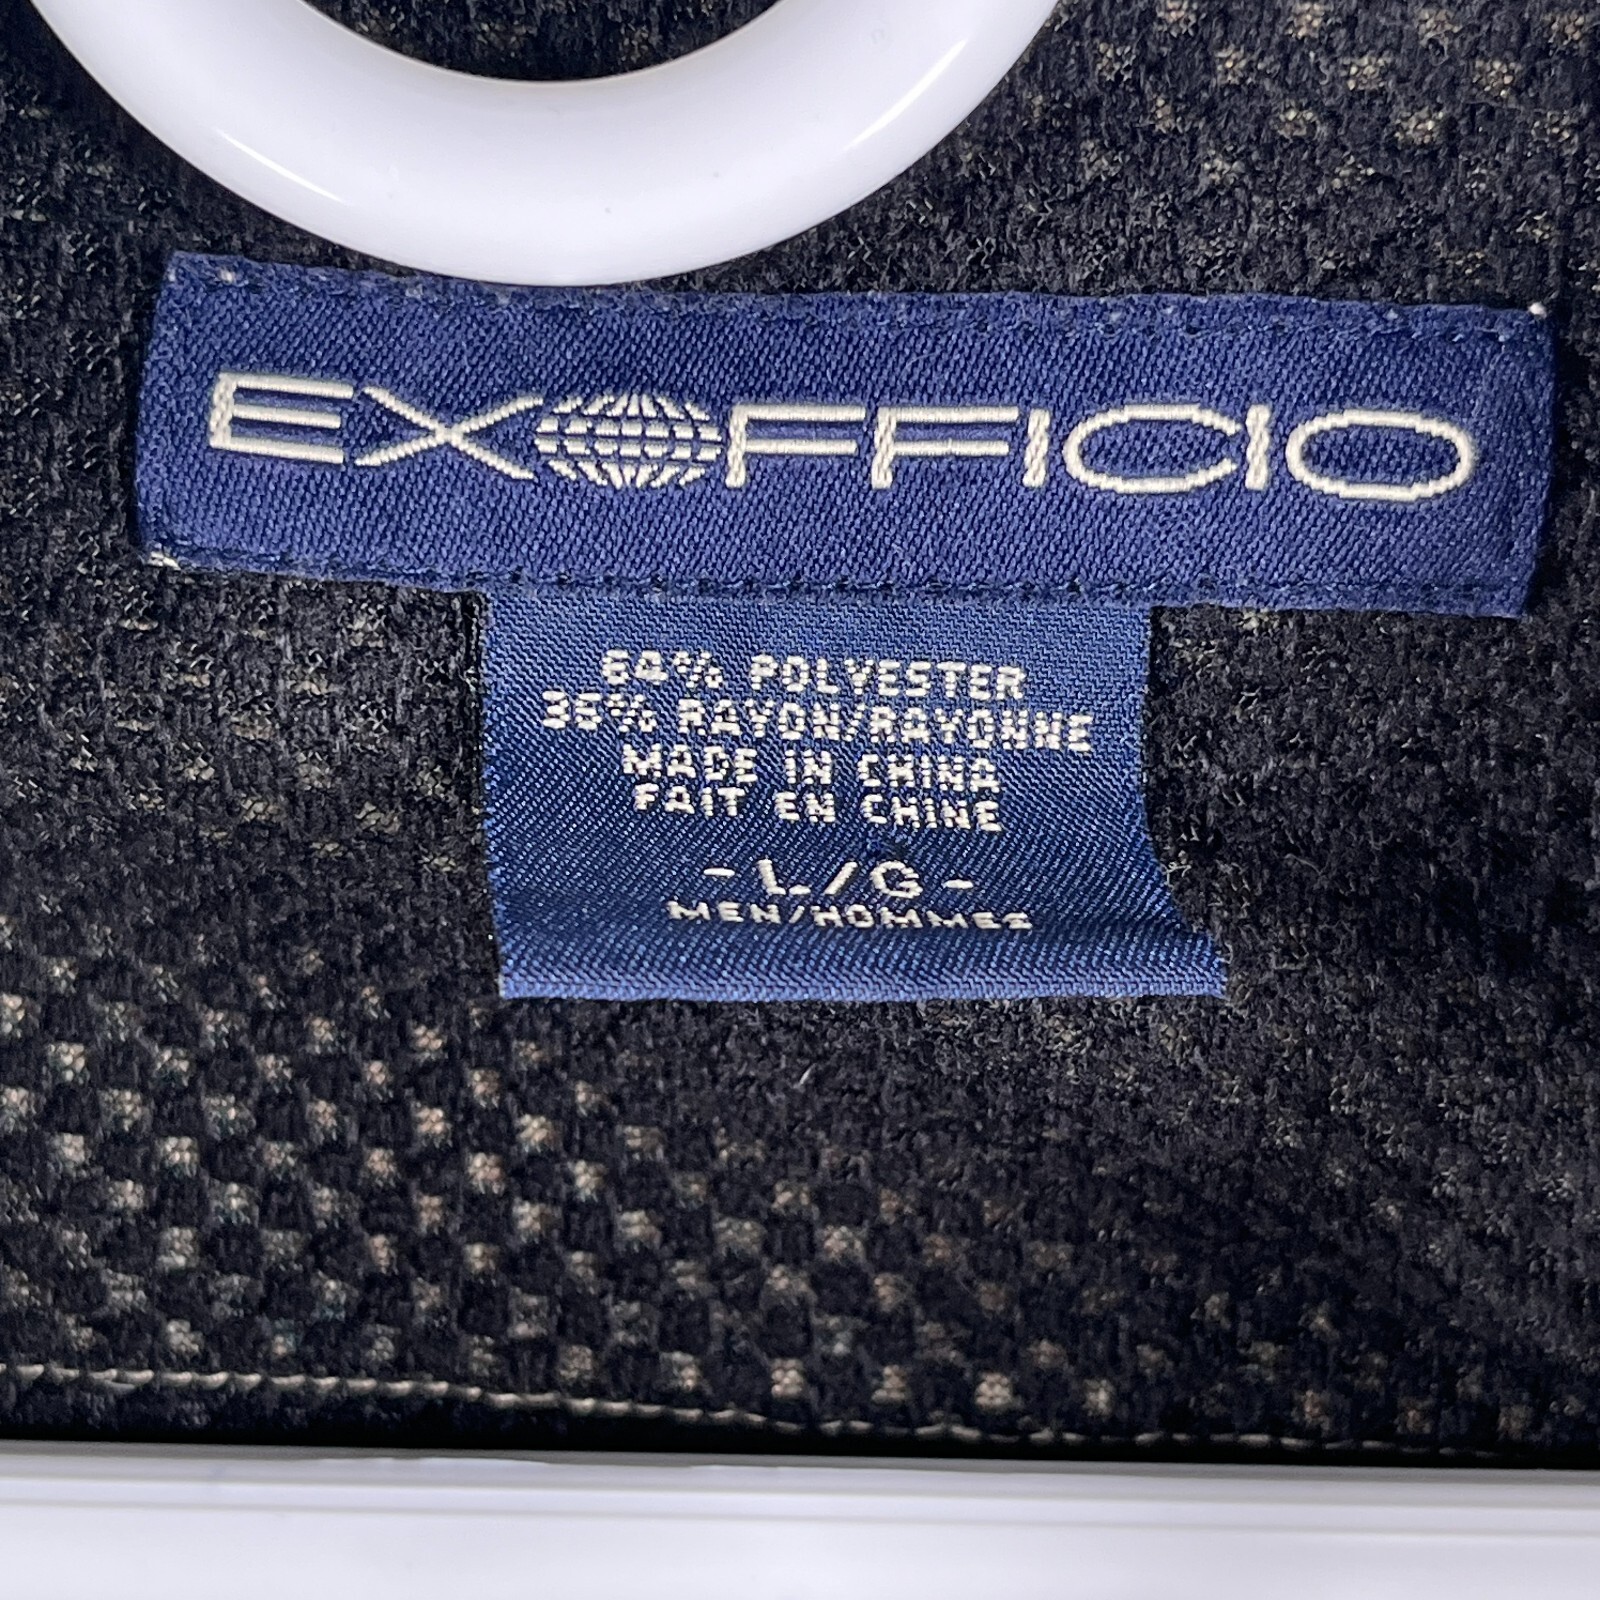 EXOFFICIO
64% POLYESTER
36% RAYON/RAYONNE
MADE IN CHINA
FAIT EN CHINE
- L/G -
MEN/HOMMES